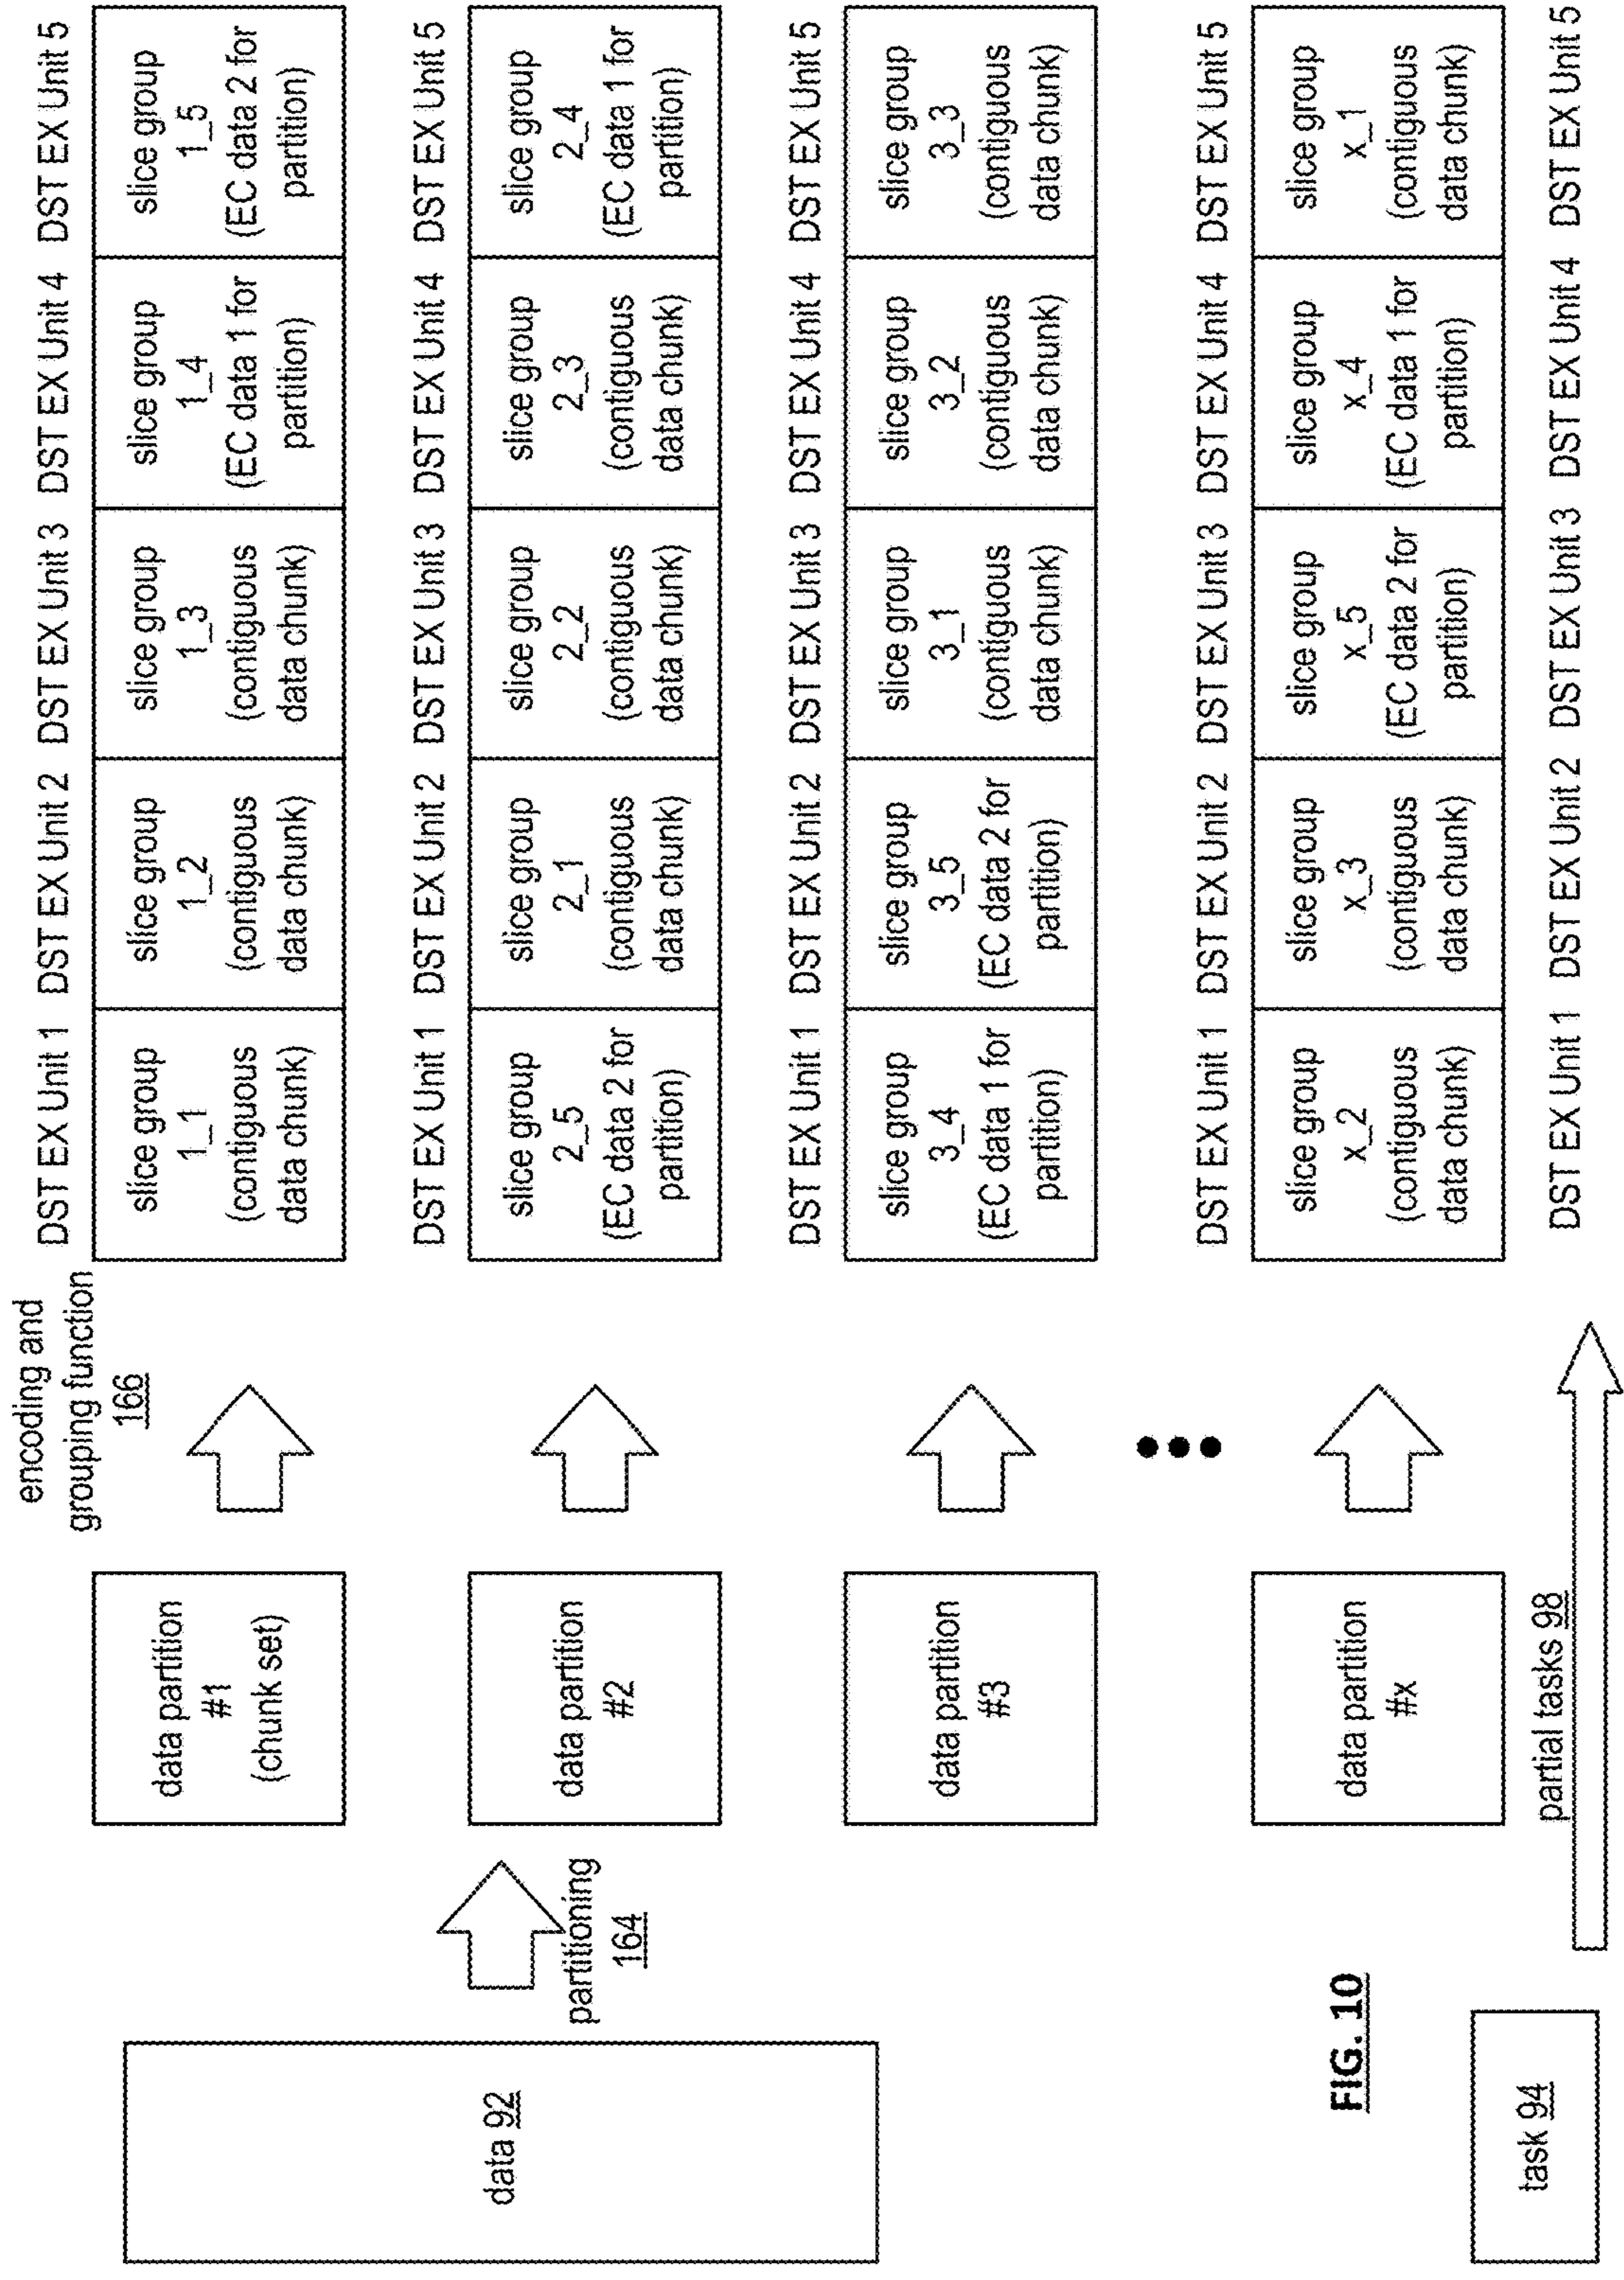 encoding and
grouping function
166
data 92
partitioning
164
data partition
#1
(chunk set)
DST EX Unit 1 DST EX Unit 2 DST EX Unit 3 DST EX Unit 4 DST EX Unit 5
slice group
1_1
(contiguous
data chunk)
slice group
1_2
(contiguous
data chunk)
slice group
1_3
(contiguous
data chunk)
slice group
1_4
(EC data 1 for
partition)
slice group
1_5
(EC data 2 for
partition)
data partition
#2
DST EX Unit 1 DST EX Unit 2 DST EX Unit 3 DST EX Unit 4 DST EX Unit 5
slice group
2_5
(EC data 2 for
partition)
slice group
2_1
(contiguous
data chunk)
slice group
2_2
(contiguous
data chunk)
slice group
2_3
(contiguous
data chunk)
slice group
2_4
(EC data 1 for
partition)
data partition
#3
DST EX Unit 1 DST EX Unit 2 DST EX Unit 3 DST EX Unit 4 DST EX Unit 5
slice group
3_4
(EC data 1 for
partition)
slice group
3_5
(EC data 2 for
partition)
slice group
3_1
(contiguous
data chunk)
slice group
3_2
(contiguous
data chunk)
slice group
3_3
(contiguous
data chunk)
data partition
#x
DST EX Unit 1 DST EX Unit 2 DST EX Unit 3 DST EX Unit 4 DST EX Unit 5
slice group
x_2
(contiguous
data chunk)
slice group
x_3
(contiguous
data chunk)
slice group
x_5
(EC data 2 for
partition)
slice group
x_4
(EC data 1 for
partition)
slice group
x_1
(contiguous
data chunk)
FIG. 10
task 94
partial tasks 98
DST EX Unit 1 DST EX Unit 2 DST EX Unit 3 DST EX Unit 4 DST EX Unit 5